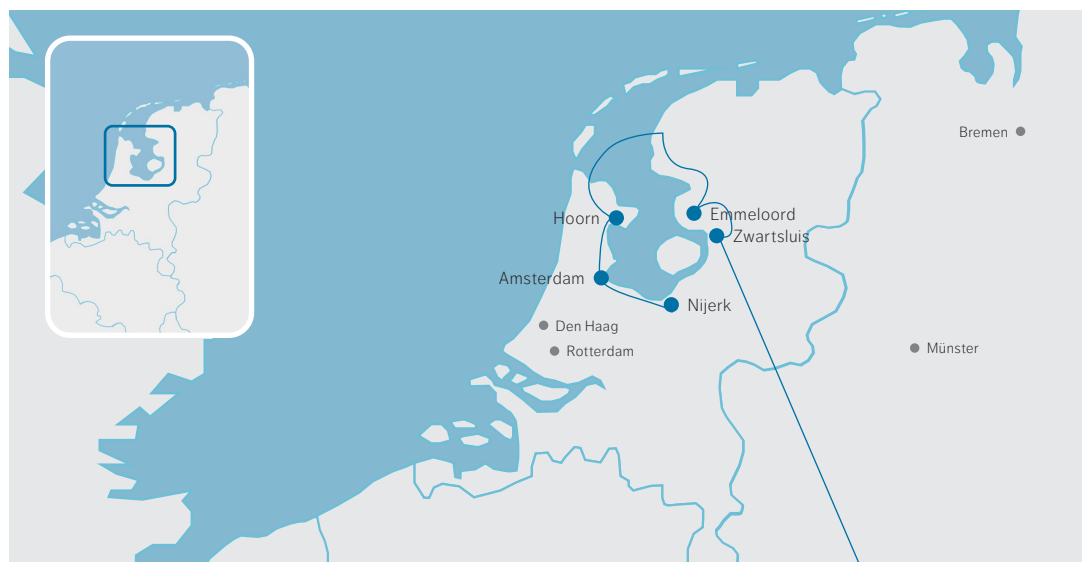 Bremen
Hoorn
Emmeloord
Zwartsluis
Amsterdam
Nijerk
Den Haag
Rotterdam
Münster